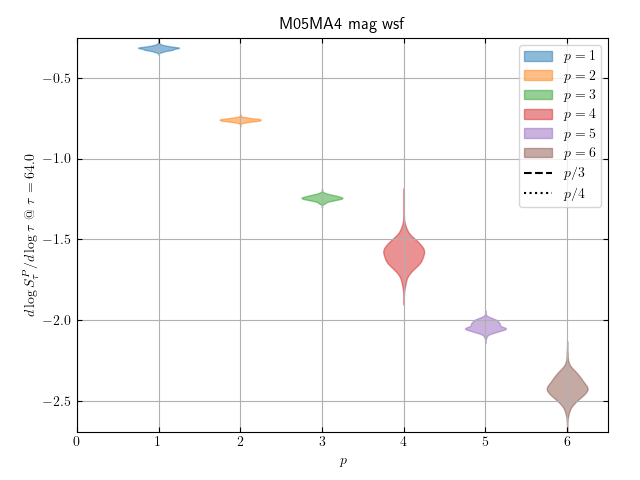 M05MA4 mag wsf
d log S_τ^P / d log τ @ τ = 64.0
−0.5
−1.0
−1.5
−2.0
−2.5
p = 1
p = 2
p = 3
p = 4
p = 5
p = 6
p/3
p/4
0 1 2 3 4 5 6
p